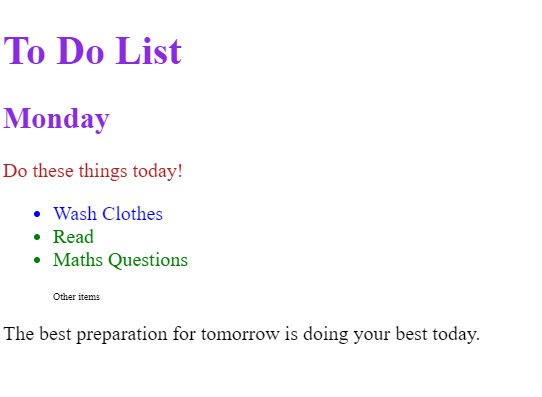 To Do List
Monday
Do these things today!
Wash Clothes
Read
Maths Questions
Other items
The best preparation for tomorrow is doing your best today.